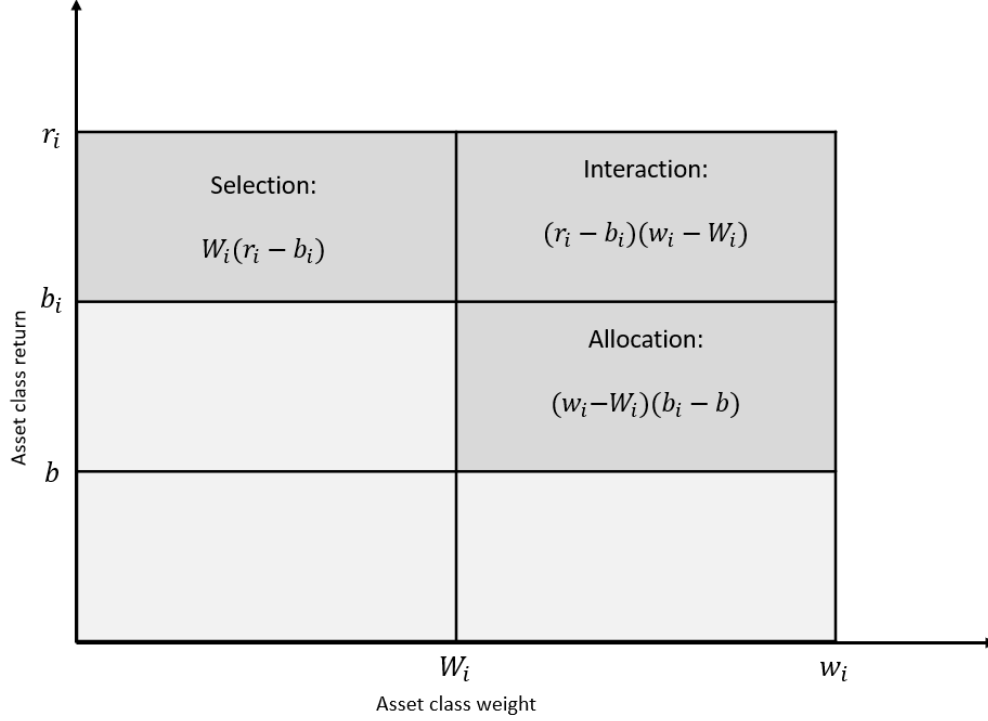 r_i
Selection:
W_i(r_i − b_i)
Interaction:
(r_i − b_i)(w_i − W_i)
b_i
Allocation:
(w_i−W_i)(b_i − b)
Asset class return
b
W_i
w_i
Asset class weight